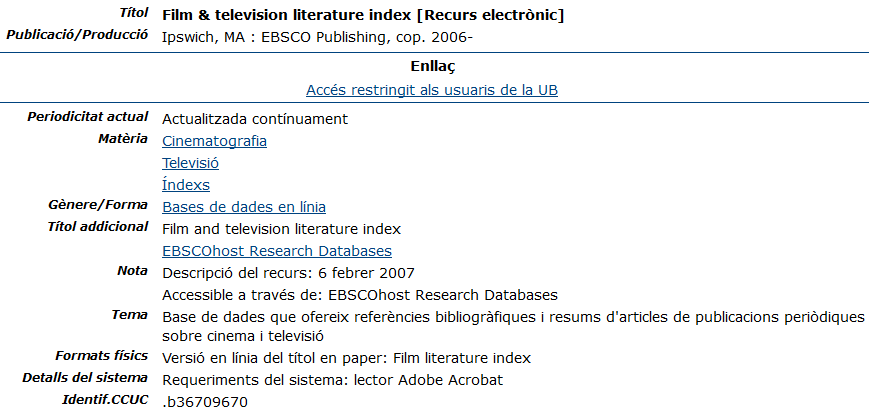 Títol Film & television literature index [Recurs electrònic]
Publicació/Producció Ipswich, MA : EBSCO Publishing, cop. 2006-
Enllaç
Accés restringit als usuaris de la UB
Periodicitat actual Actualitzada contínuament
Matèria Cinematografia
Televisió
Índexs
Gènere/Forma Bases de dades en línia
Títol addicional Film and television literature index
EBSCOhost Research Databases
Nota Descripció del recurs: 6 febrer 2007
Accessible a través de: EBSCOhost Research Databases
Tema Base de dades que ofereix referències bibliogràfiques i resums d'articles de publicacions periòdiques
sobre cinema i televisió
Formats físics Versió en línia del títol en paper: Film literature index
Detalls del sistema Requeriments del sistema: lector Adobe Acrobat
Identif.CCUC .b36709670